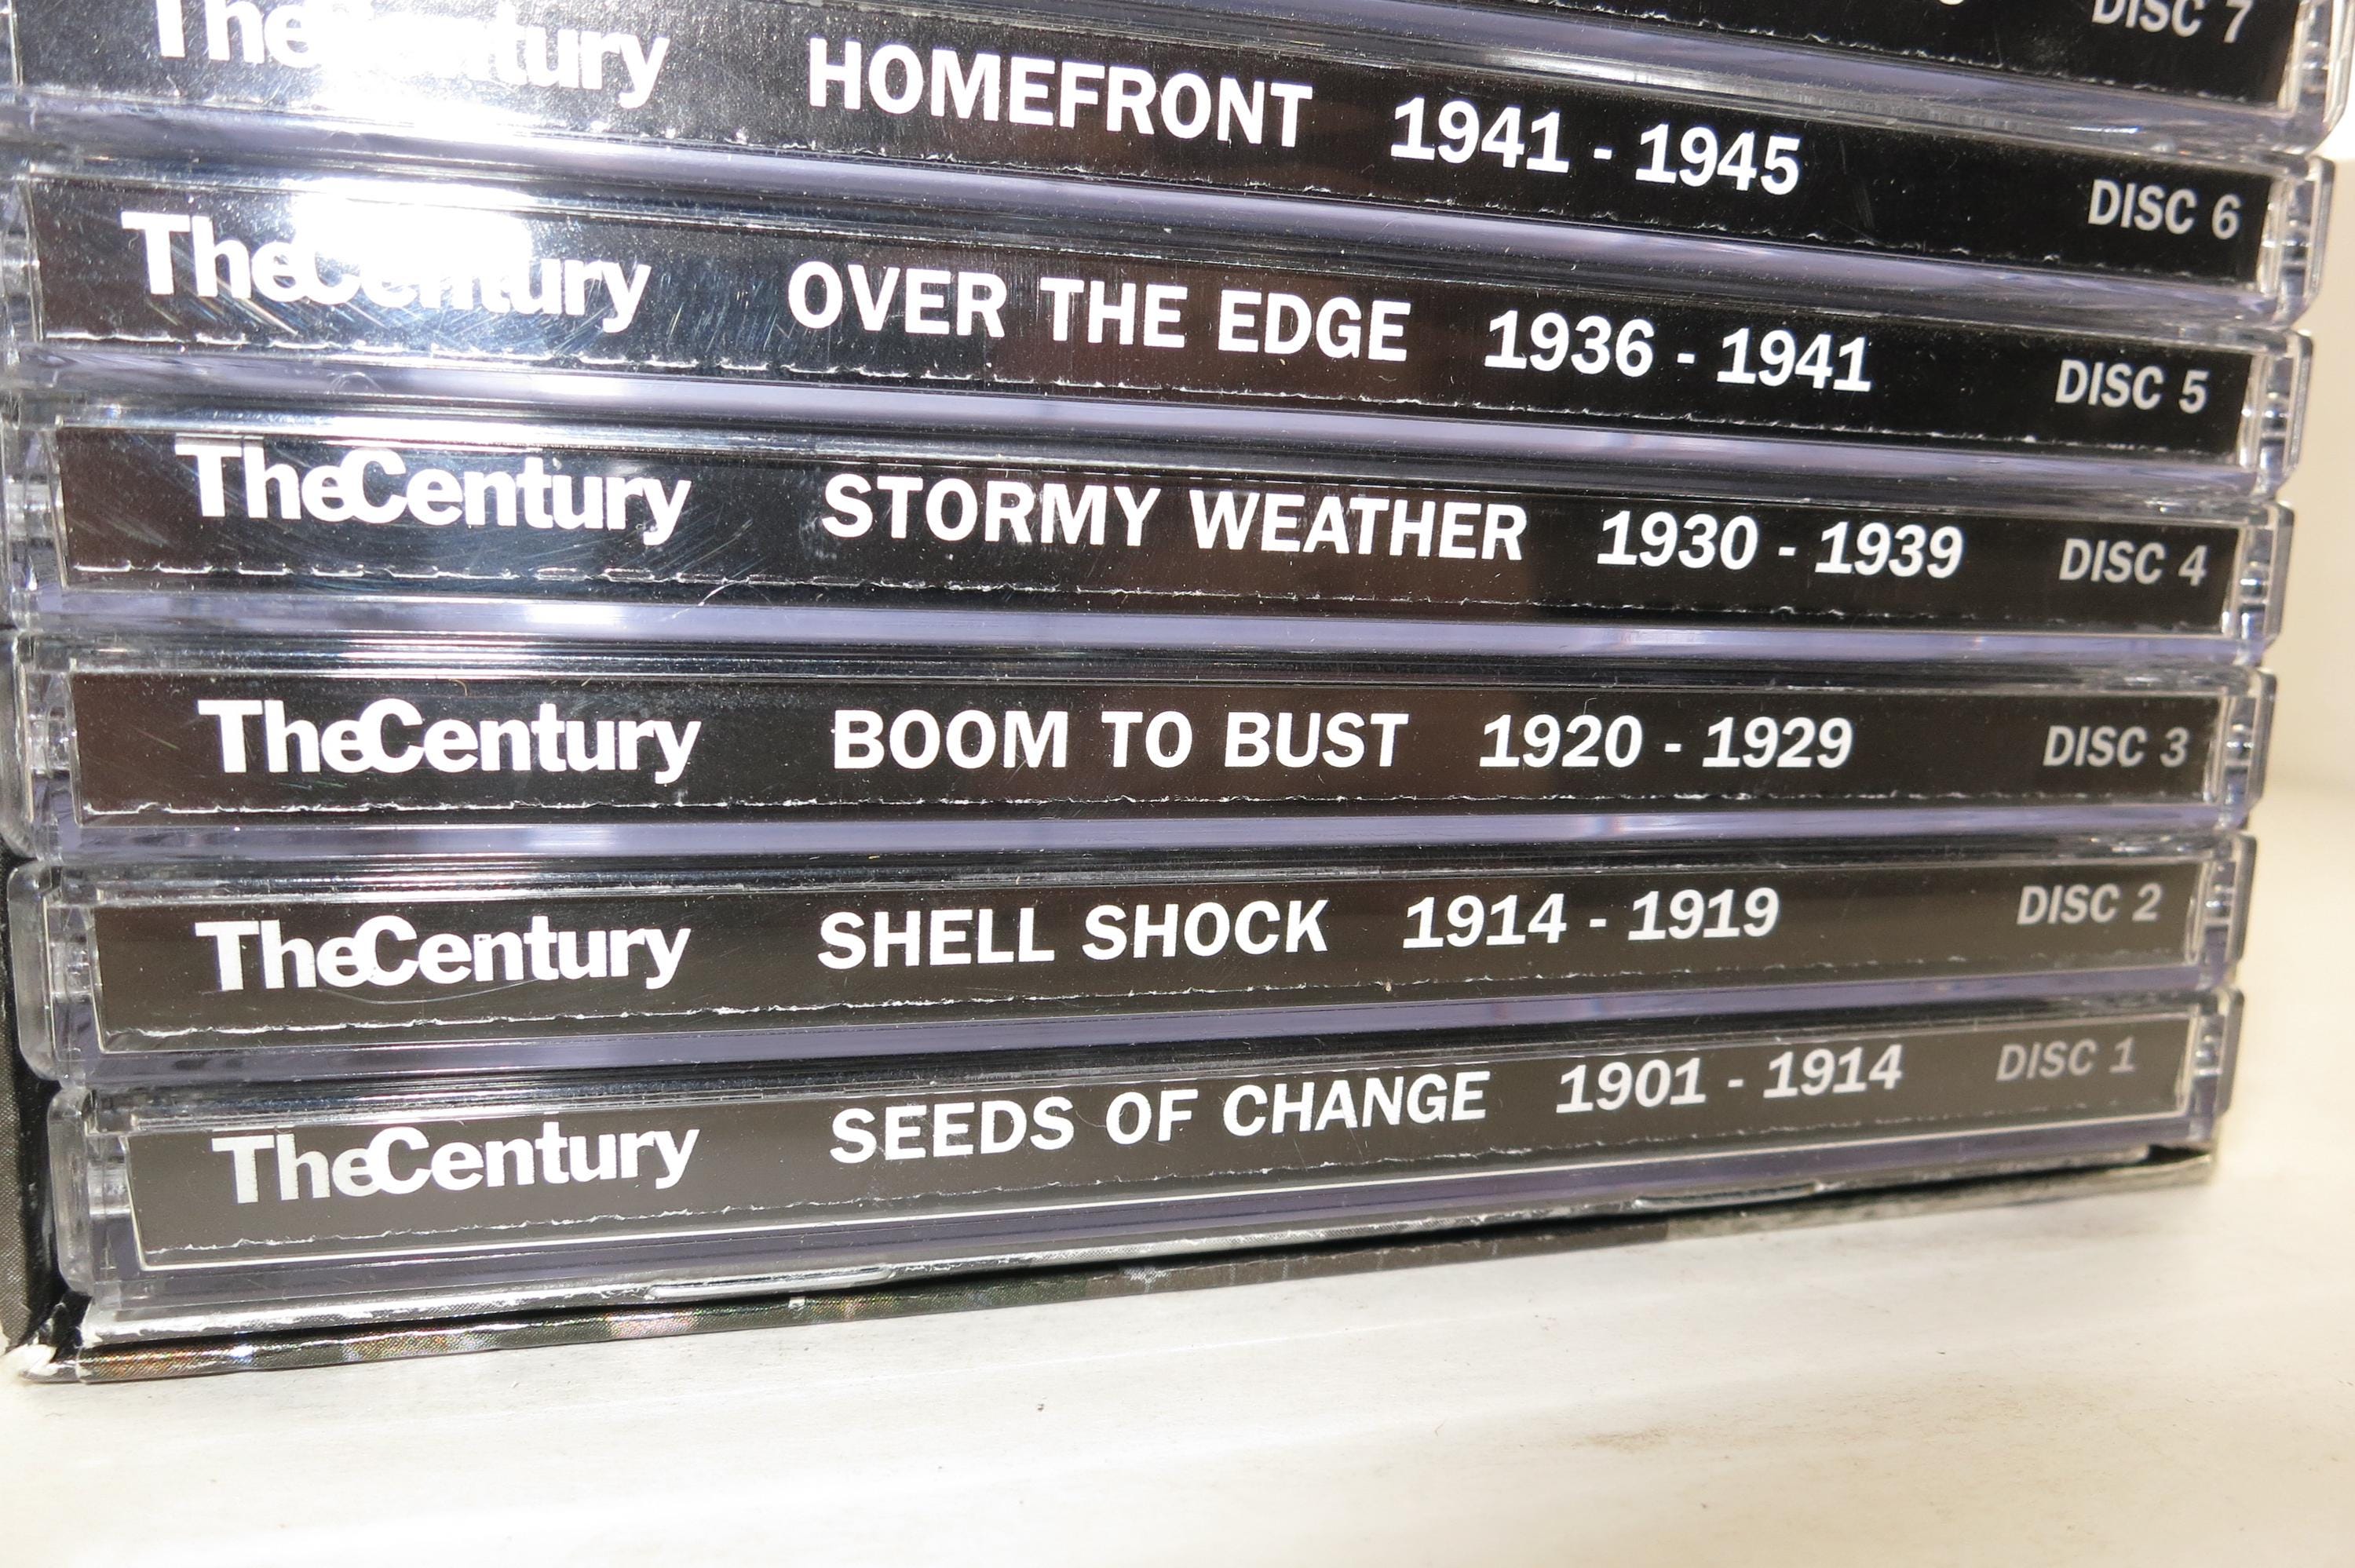 DISC 7
TheCentury HOMEFRONT 1941 - 1945 DISC 6
TheCentury OVER THE EDGE 1936 - 1941 DISC 5
TheCentury STORMY WEATHER 1930 - 1939 DISC 4
TheCentury BOOM TO BUST 1920 - 1929 DISC 3
TheCentury SHELL SHOCK 1914 - 1919 DISC 2
TheCentury SEEDS OF CHANGE 1901 - 1914 DISC 1